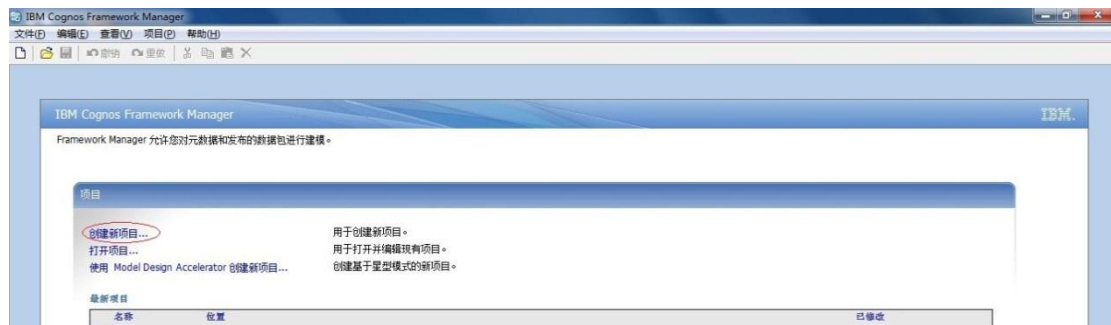 IBM Cognos Framework Manager
文件(F) 编辑(E) 查看(V) 项目(P) 帮助(H)
撤销 重做
IBM Cognos Framework Manager IBM.
Framework Manager 允许您对元数据和发布的数据包进行建模。
项目
创建新项目... 用于创建新项目。
打开项目... 用于打开并编辑现有项目。
使用 Model Design Accelerator 创建新项目... 创建基于星型模式的新项目。
最新项目
名称 位置 已修改